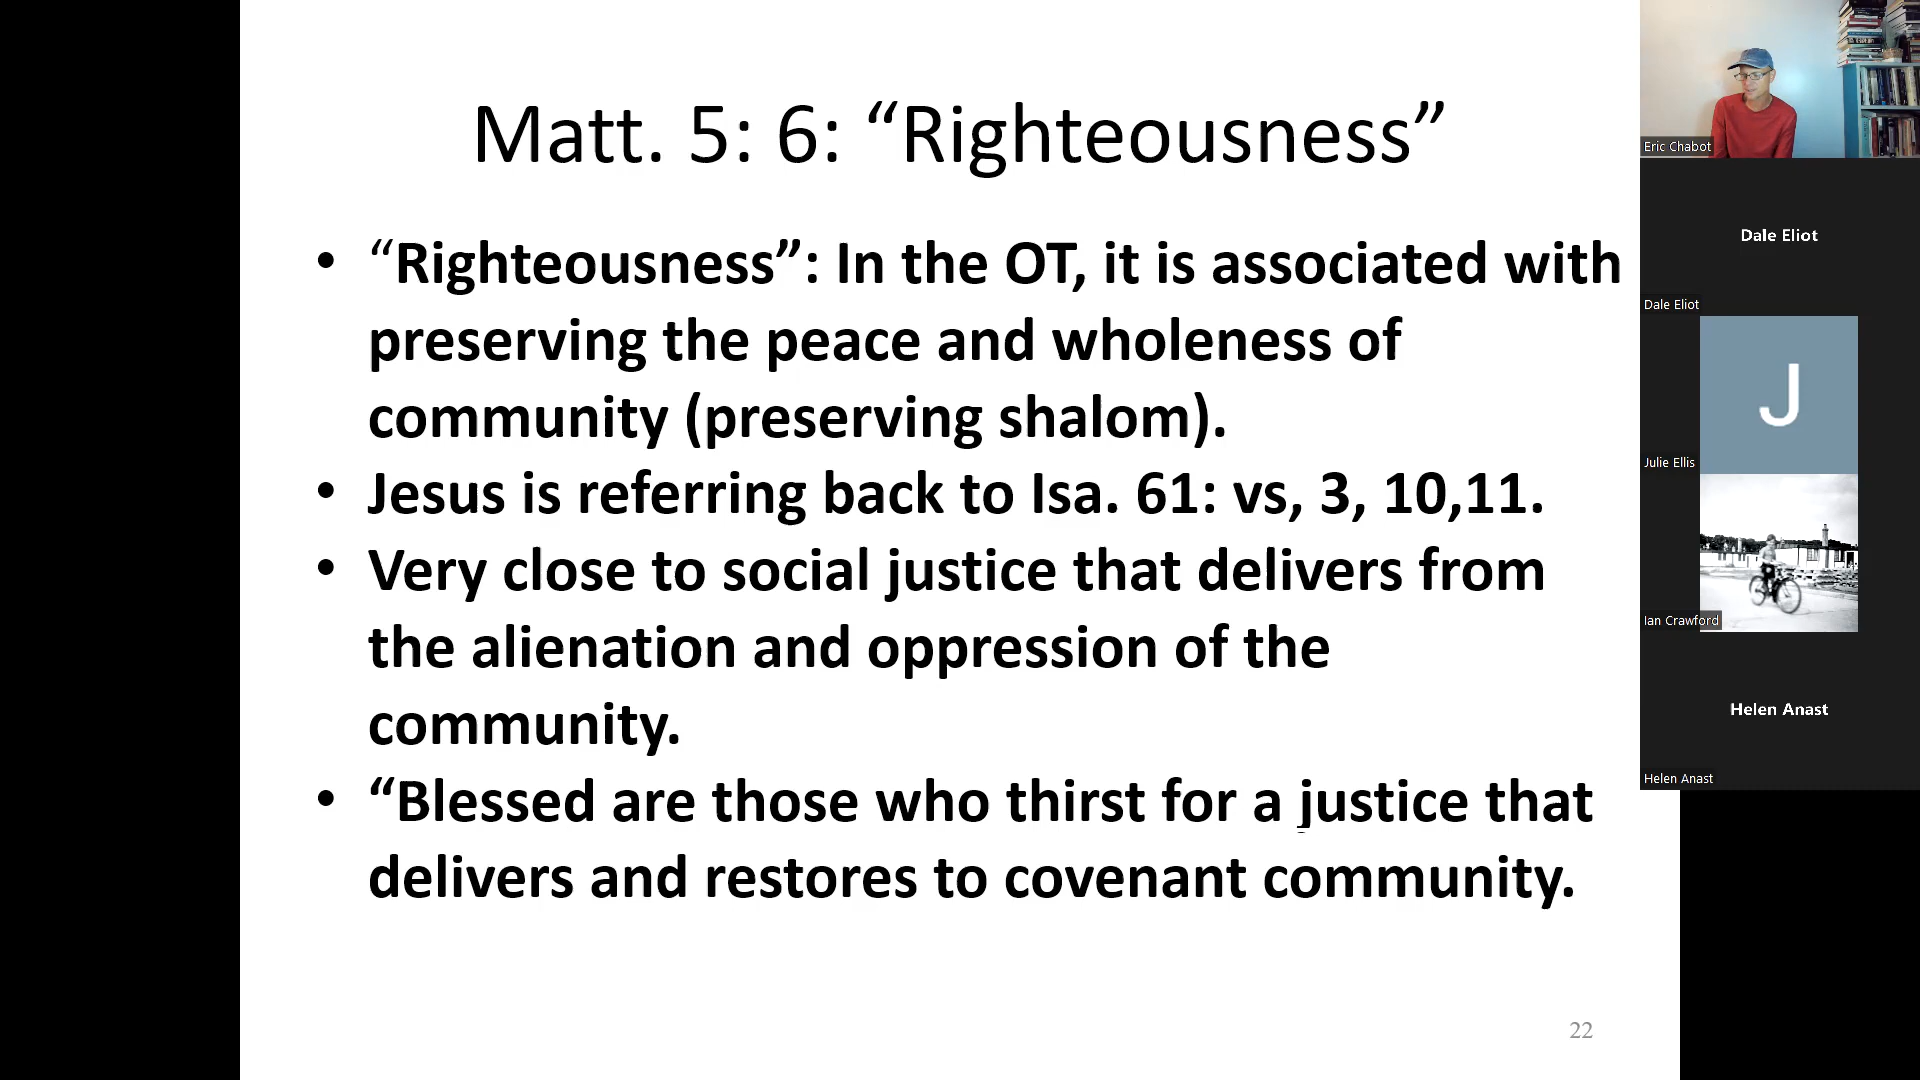 Matt. 5: 6: “Righteousness”
• “Righteousness”: In the OT, it is associated with
preserving the peace and wholeness of
community (preserving shalom).
• Jesus is referring back to Isa. 61: vs, 3, 10,11.
• Very close to social justice that delivers from
the alienation and oppression of the
community.
• “Blessed are those who thirst for a justice that
delivers and restores to covenant community.
22
Eric Chabot
Dale Eliot
Dale Eliot
J
Julie Ellis
Ian Crawford
Helen Anast
Helen Anast